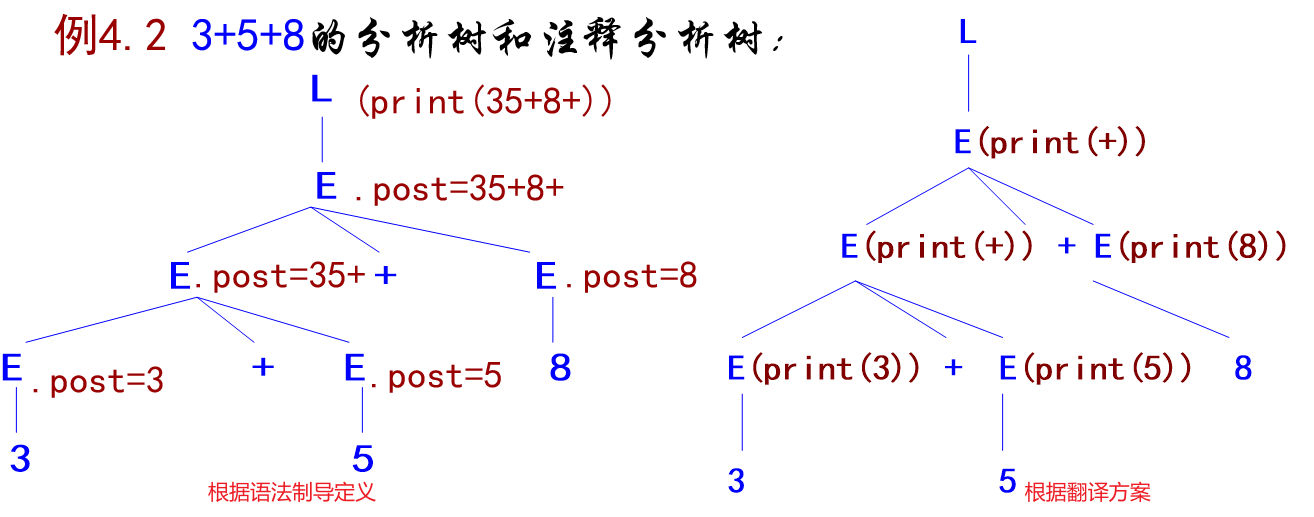 例4.2 3+5+8的分析树和注释分析树：
L (print(35+8+))
E .post=35+8+
E.post=35+ + E.post=8
E.post=3 + E.post=5 8
3 5
根据语法制导定义
L
E(print(+))
E(print(+)) + E(print(8))
E(print(3)) + E(print(5)) 8
3 5
根据翻译方案